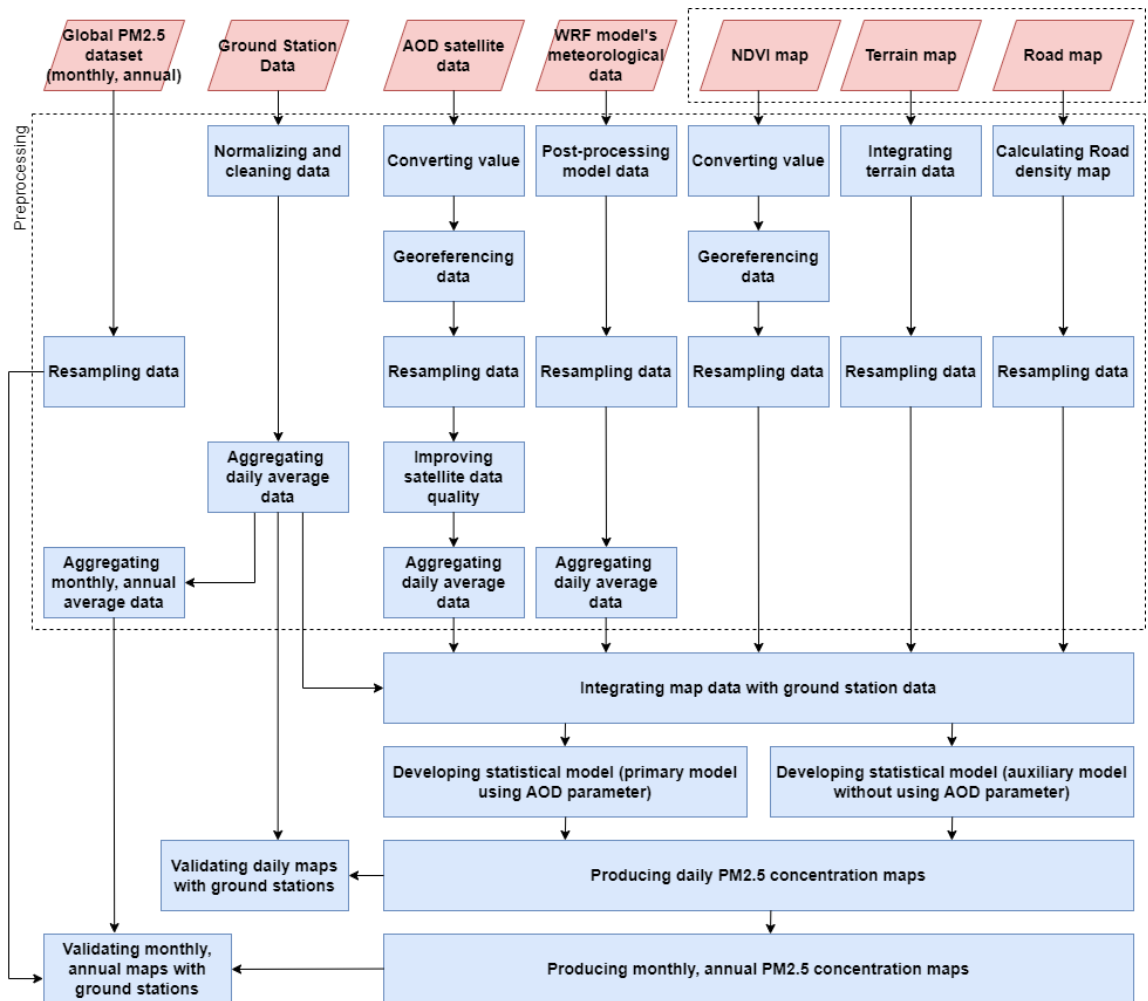 Global PM2.5
dataset
(monthly, annual)
Ground Station
Data
AOD satellite
data
WRF model's
meteorological
data
NDVI map
Terrain map
Road map
Preprocessing
Normalizing and
cleaning data
Converting value
Post-processing
model data
Converting value
Integrating
terrain data
Calculating Road
density map
Georeferencing
data
Georeferencing
data
Resampling data
Resampling data
Resampling data
Resampling data
Resampling data
Resampling data
Aggregating
daily average
data
Improving
satellite data
quality
Aggregating
monthly, annual
average data
Aggregating
daily average
data
Aggregating
daily average
data
Integrating map data with ground station data
Developing statistical model (primary model
using AOD parameter)
Developing statistical model (auxiliary model
without using AOD parameter)
Validating daily maps
with ground stations
Producing daily PM2.5 concentration maps
Validating monthly,
annual maps with
ground stations
Producing monthly, annual PM2.5 concentration maps